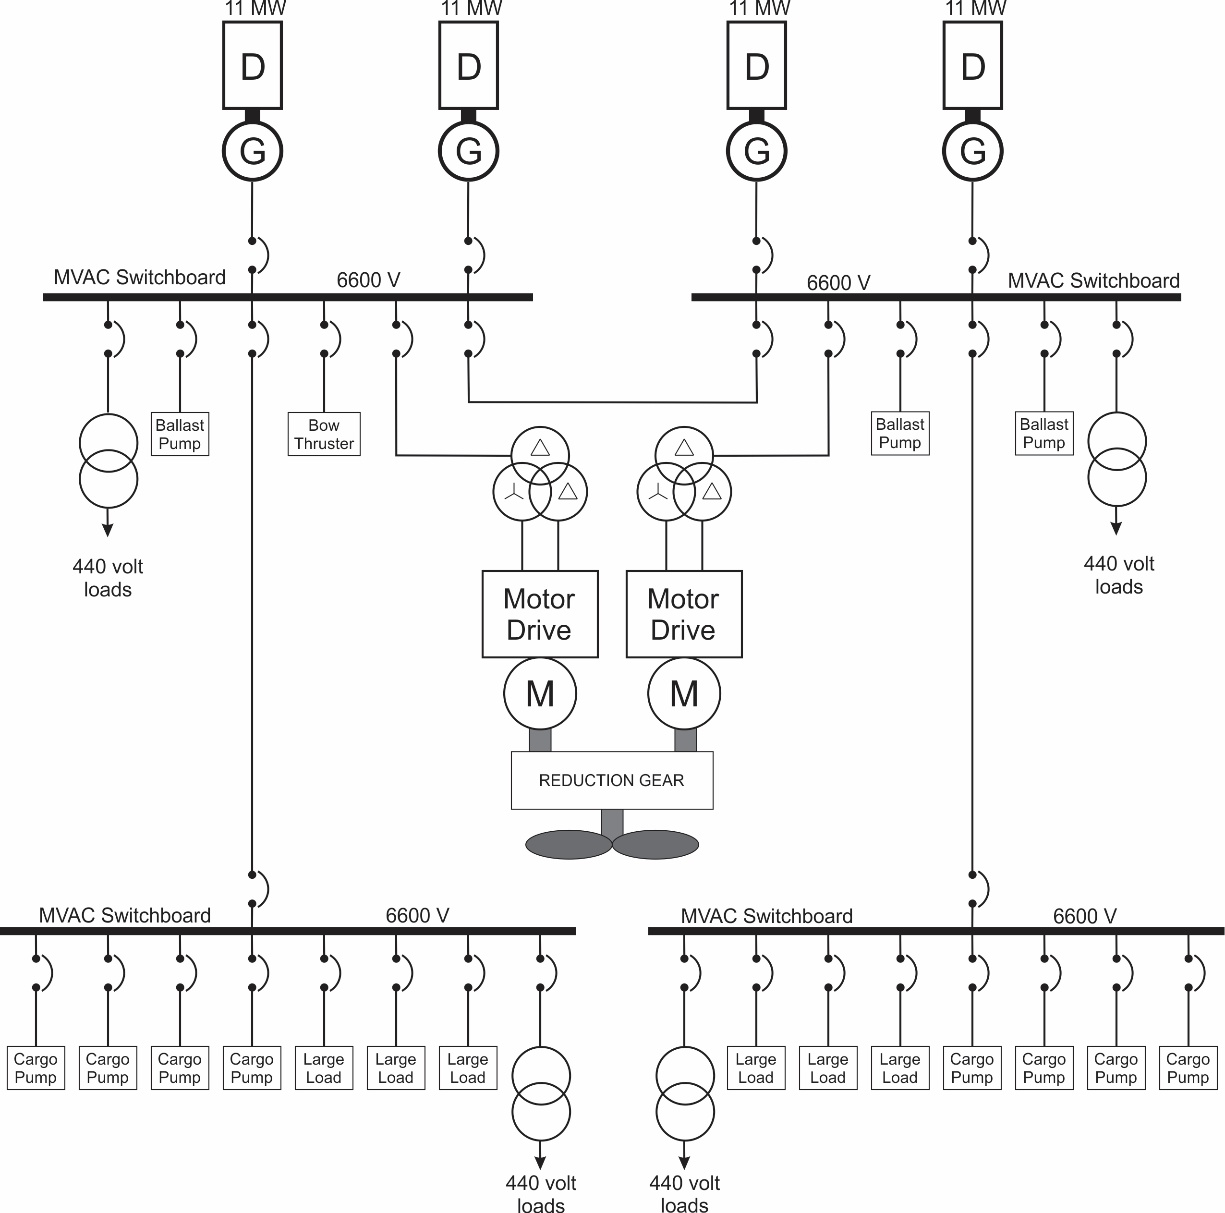 11 MW
11 MW
11 MW
11 MW
D
D
D
D
G
G
G
G
MVAC Switchboard
6600 V
6600 V
MVAC Switchboard
Ballast
Pump
Bow
Thruster
Ballast
Pump
Ballast
Pump
440 volt
loads
440 volt
loads
Motor
Drive
Motor
Drive
M
M
REDUCTION GEAR
MVAC Switchboard
6600 V
MVAC Switchboard
6600 V
Cargo
Pump
Cargo
Pump
Cargo
Pump
Cargo
Pump
Large
Load
Large
Load
Large
Load
Large
Load
Large
Load
Large
Load
Cargo
Pump
Cargo
Pump
Cargo
Pump
Cargo
Pump
440 volt
loads
440 volt
loads